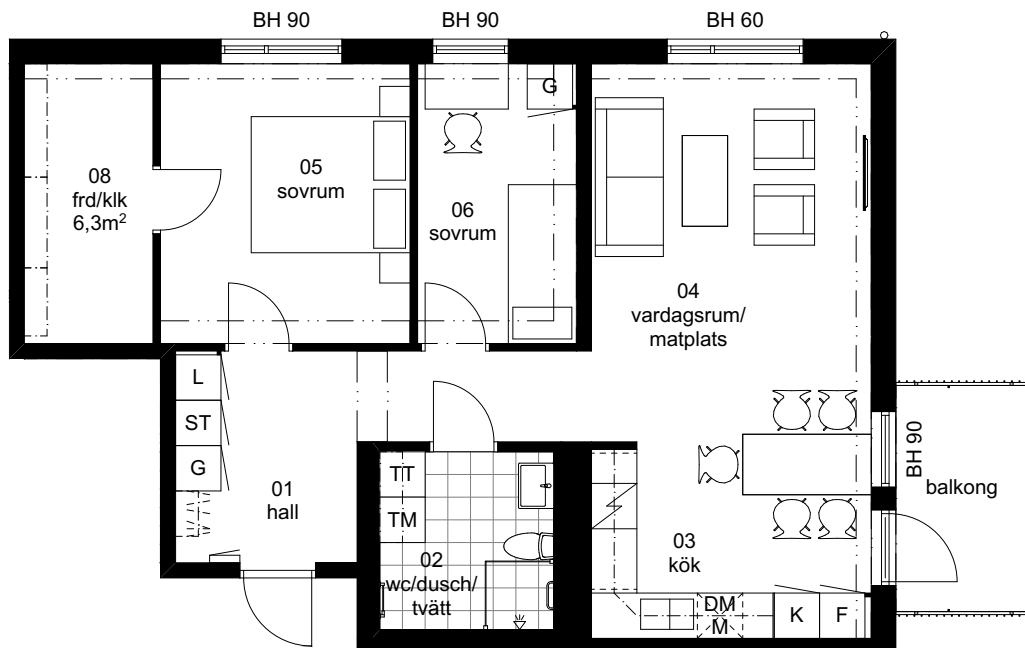 BH 90
BH 90
BH 60
G
08
frd/klk
6,3m²
05
sovrum
06
sovrum
04
vardagsrum/
matplats
L
ST
G
01
hall
TT
TM
02
wc/dusch/
tvätt
03
kök
DM
M
K
F
BH 90
balkong